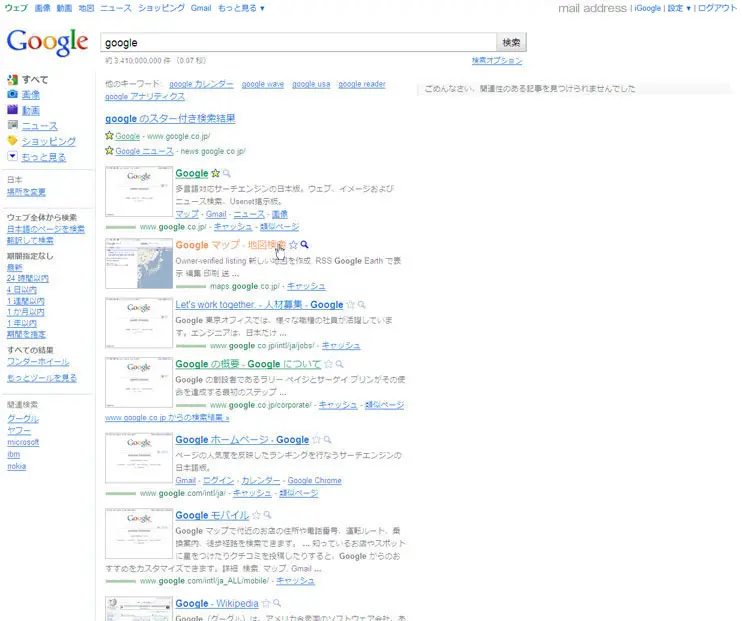 ウェブ 画像 動画 地図 ニュース ショッピング Gmail もっと見る ▼
mail address | iGoogle | 設定 ▼ | ログアウト
Google
google
検索
約 3,410,000,000 件 （0.07 秒）
検索オプション
すべて
画像
動画
ニュース
ショッピング
もっと見る
日本
場所を変更
ウェブ全体から検索
日本語のページを検索
翻訳して検索
期間指定なし
最新
24 時間以内
4 日以内
1 週間以内
1 か月以内
1 年以内
期間を指定
すべての結果
ワンダーホイール
もっとツールを見る
関連検索
グーグル
ヤフー
microsoft
ibm
nokia
他のキーワード: google カレンダー google wave google usa google reader
google アナリティクス
google のスター付き検索結果
Google - www.google.co.jp/
Google ニュース - news.google.co.jp/
Google
多言語対応サーチエンジンの日本版。ウェブ、イメージおよび
ニュース検索、Usenet掲示板。
マップ - Gmail - ニュース - 画像
www.google.co.jp/ - キャッシュ - 類似ページ
Google マップ - 地図検索
Owner-verified listing 新しい地図を作成 RSS Google Earth で表
示 編集 印刷 送 ...
maps.google.co.jp/ - キャッシュ
Let's work together. - 人材募集 - Google
Google 東京オフィスでは、様々な職種の社員が活躍していま
す。エンジニアは、日本だけ ...
www.google.co.jp/intl/ja/jobs/ - キャッシュ
Google の概要 - Google について
Google の創設者であるラリー ペイジとサーゲイ ブリンがその使
命を達成する最初のステップ ...
www.google.co.jp/corporate/ - キャッシュ - 類似ページ
www.google.co.jp からの検索結果 »
Google ホームページ - Google
ページの人気度を反映したランキングを行なうサーチエンジンの
日本語版。
Gmail - ログイン - カレンダー - Google Chrome
www.google.com/intl/ja/ - キャッシュ - 類似ページ
Google モバイル
Google マップで付近のお店の住所や電話番号、運転ルート、乗
換案内、徒歩経路を検索できます。 ... 知っているお店やスポット
に星をつけたりクチコミを投稿したりすると、Google からのお
すすめをカスタマイズできます。詳細 検索 マップ. Gmail ...
www.google.com/intl/ja_ALL/mobile/ - キャッシュ
Google - Wikipedia
Google（グーグル）は、アメリカ合衆国のソフトウェア会社、あ
ごめんなさい、関連性のある記事を見つけられませんでした